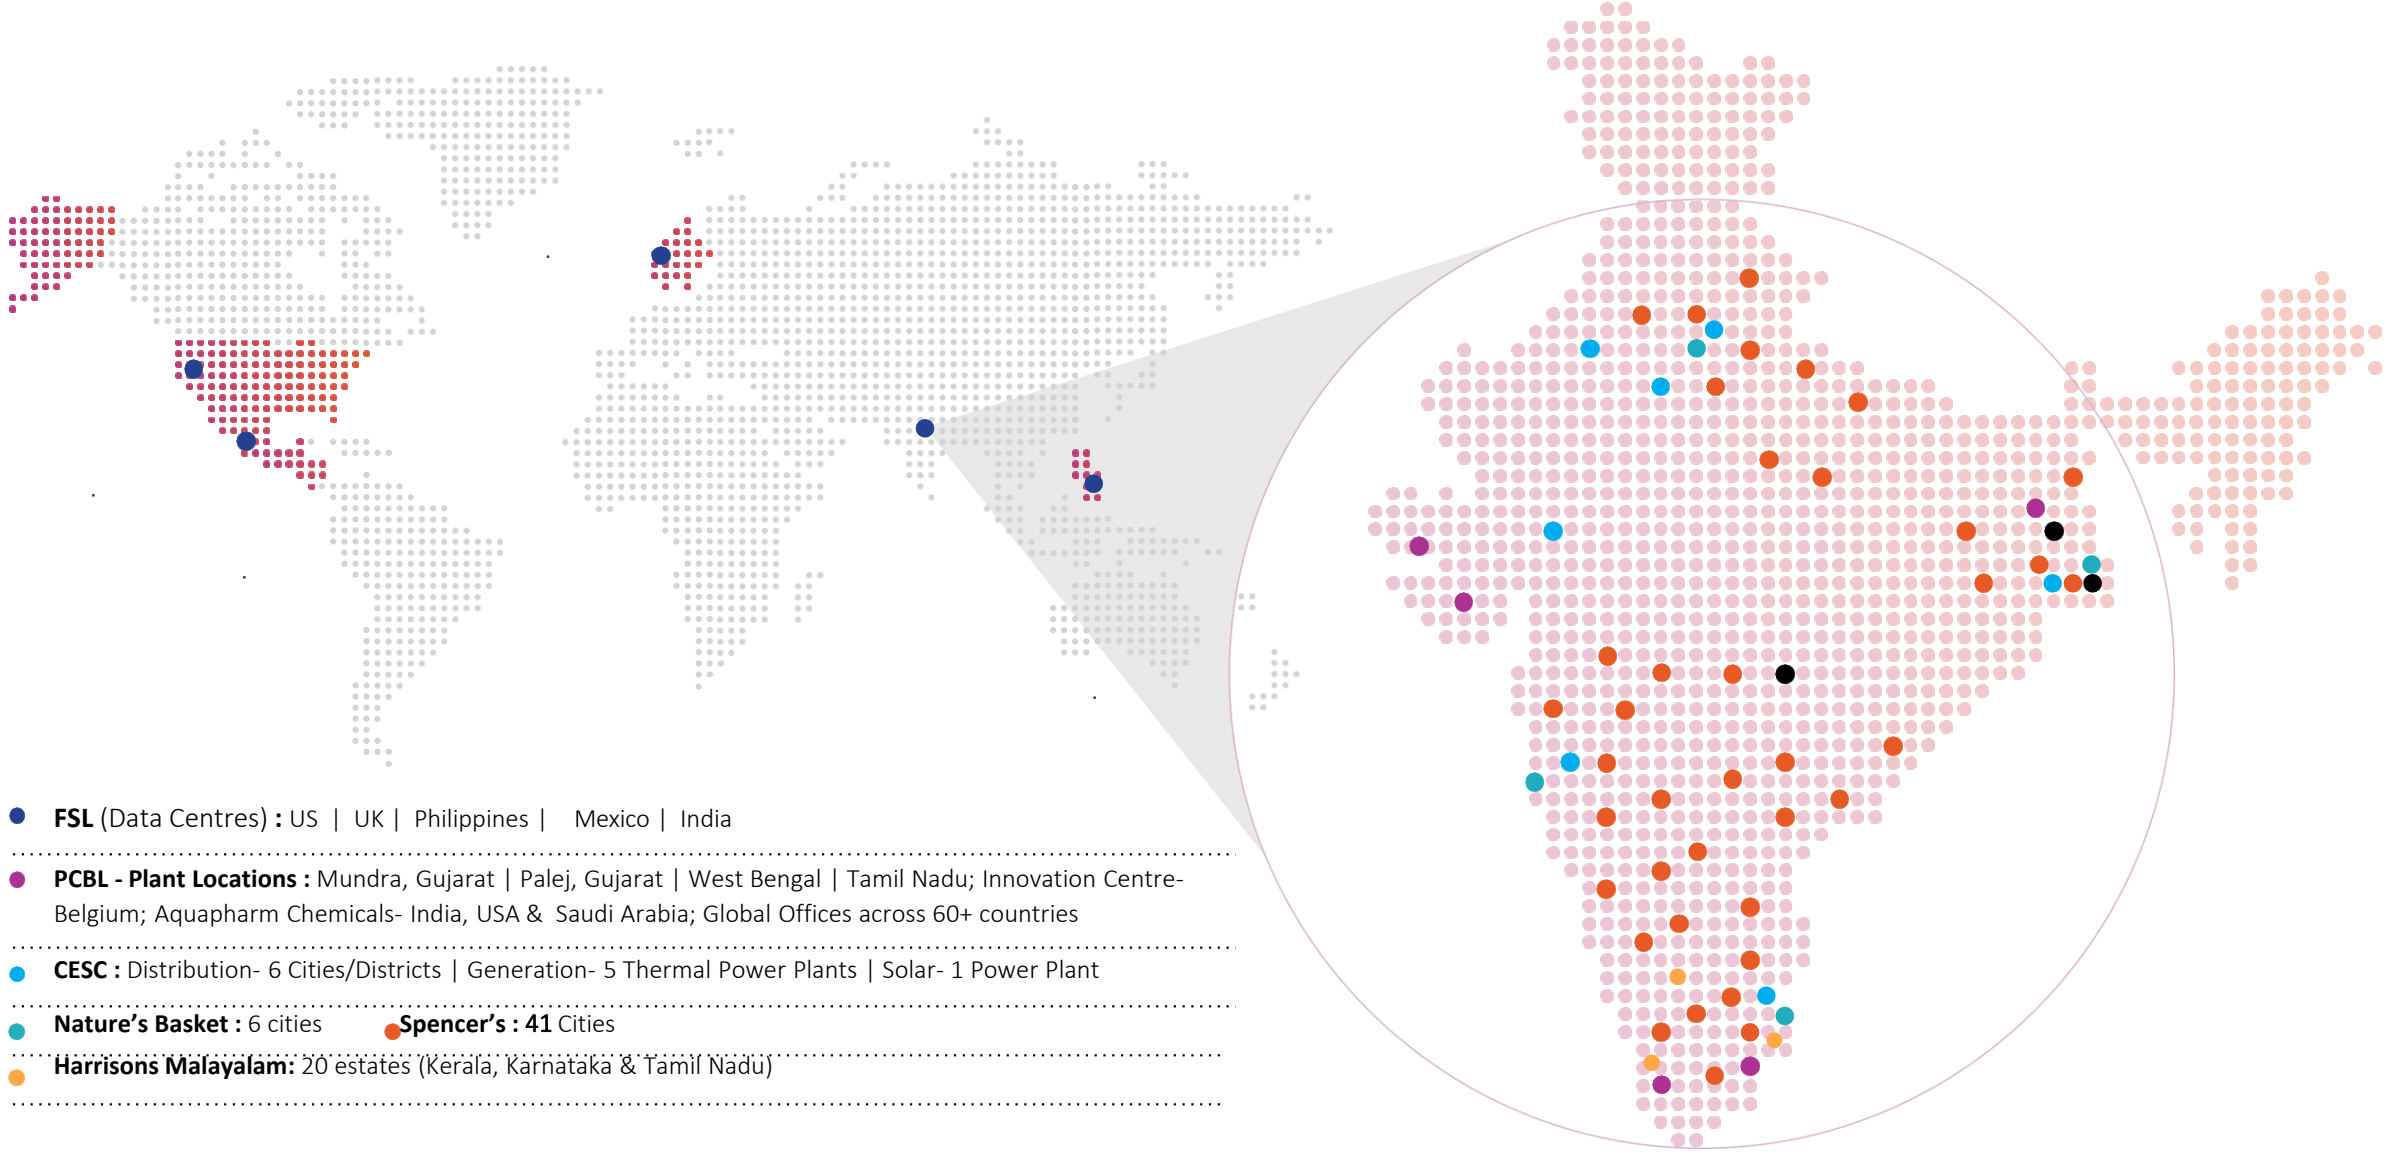 FSL (Data Centres) : US | UK | Philippines | Mexico | India
PCBL - Plant Locations : Mundra, Gujarat | Palej, Gujarat | West Bengal | Tamil Nadu; Innovation Centre-
Belgium; Aquapharm Chemicals- India, USA & Saudi Arabia; Global Offices across 60+ countries
CESC : Distribution- 6 Cities/Districts | Generation- 5 Thermal Power Plants | Solar- 1 Power Plant
Nature’s Basket : 6 cities Spencer’s : 41 Cities
Harrisons Malayalam: 20 estates (Kerala, Karnataka & Tamil Nadu)